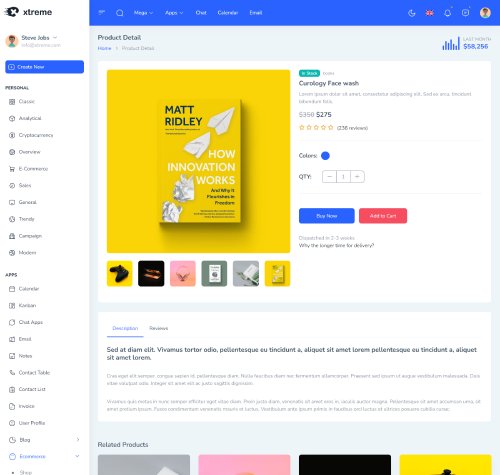 xtreme
Mega
Apps
Chat
Calendar
Email
Steve Jobs
info@xtreme.com
Create New
PERSONAL
Classic
Analytical
Cryptocurrency
Overview
E-Commerce
Sales
General
Trendy
Campaign
Modern
APPS
Calendar
Kanban
Chat Apps
Email
Notes
Contact Table
Contact List
Invoice
User Profile
Blog
Ecommerce
Shop
Product Detail
Home > Product Detail
LAST MONTH
$58,256
MATT
RIDLEY
HOW
INNOVATION
WORKS
And Why It
Flourishes in
Freedom
In Stock books
Curology Face wash
Lorem ipsum dolor sit amet, consectetur adipiscing elit. Sed ex arcu, tincidunt
bibendum felis.
$350 $275
(236 reviews)
Colors:
QTY:
1
Buy Now
Add to Cart
Dispatched in 2-3 weeks
Why the longer time for delivery?
Description
Reviews
Sed at diam elit. Vivamus tortor odio, pellentesque eu tincidunt a, aliquet sit amet lorem pellentesque eu tincidunt a, aliquet
sit amet lorem.
Cras eget elit semper, congue sapien id, pellentesque diam. Nulla faucibus diam nec fermentum ullamcorper. Praesent sed ipsum ut augue vestibulum malesuada. Duis
vitae volutpat odio. Integer sit amet elit ac justo sagittis dignissim.
Vivamus quis metus in nunc semper efficitur eget vitae diam. Proin justo diam, venenatis sit amet eros in, iaculis auctor magna. Pellentesque sit amet accumsan urna, sit
amet pretium ipsum. Fusce condimentum venenatis mauris et luctus. Vestibulum ante ipsum primis in faucibus orci luctus et ultrices posuere cubilia curae;
Related Products